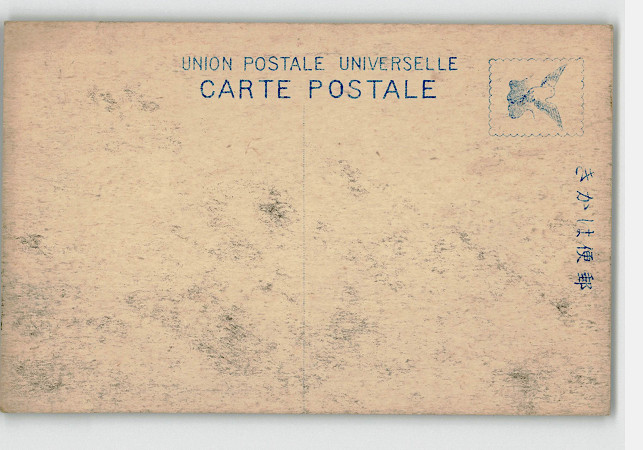 UNION POSTALE UNIVERSELLE
CARTE POSTALE
郵便はかき